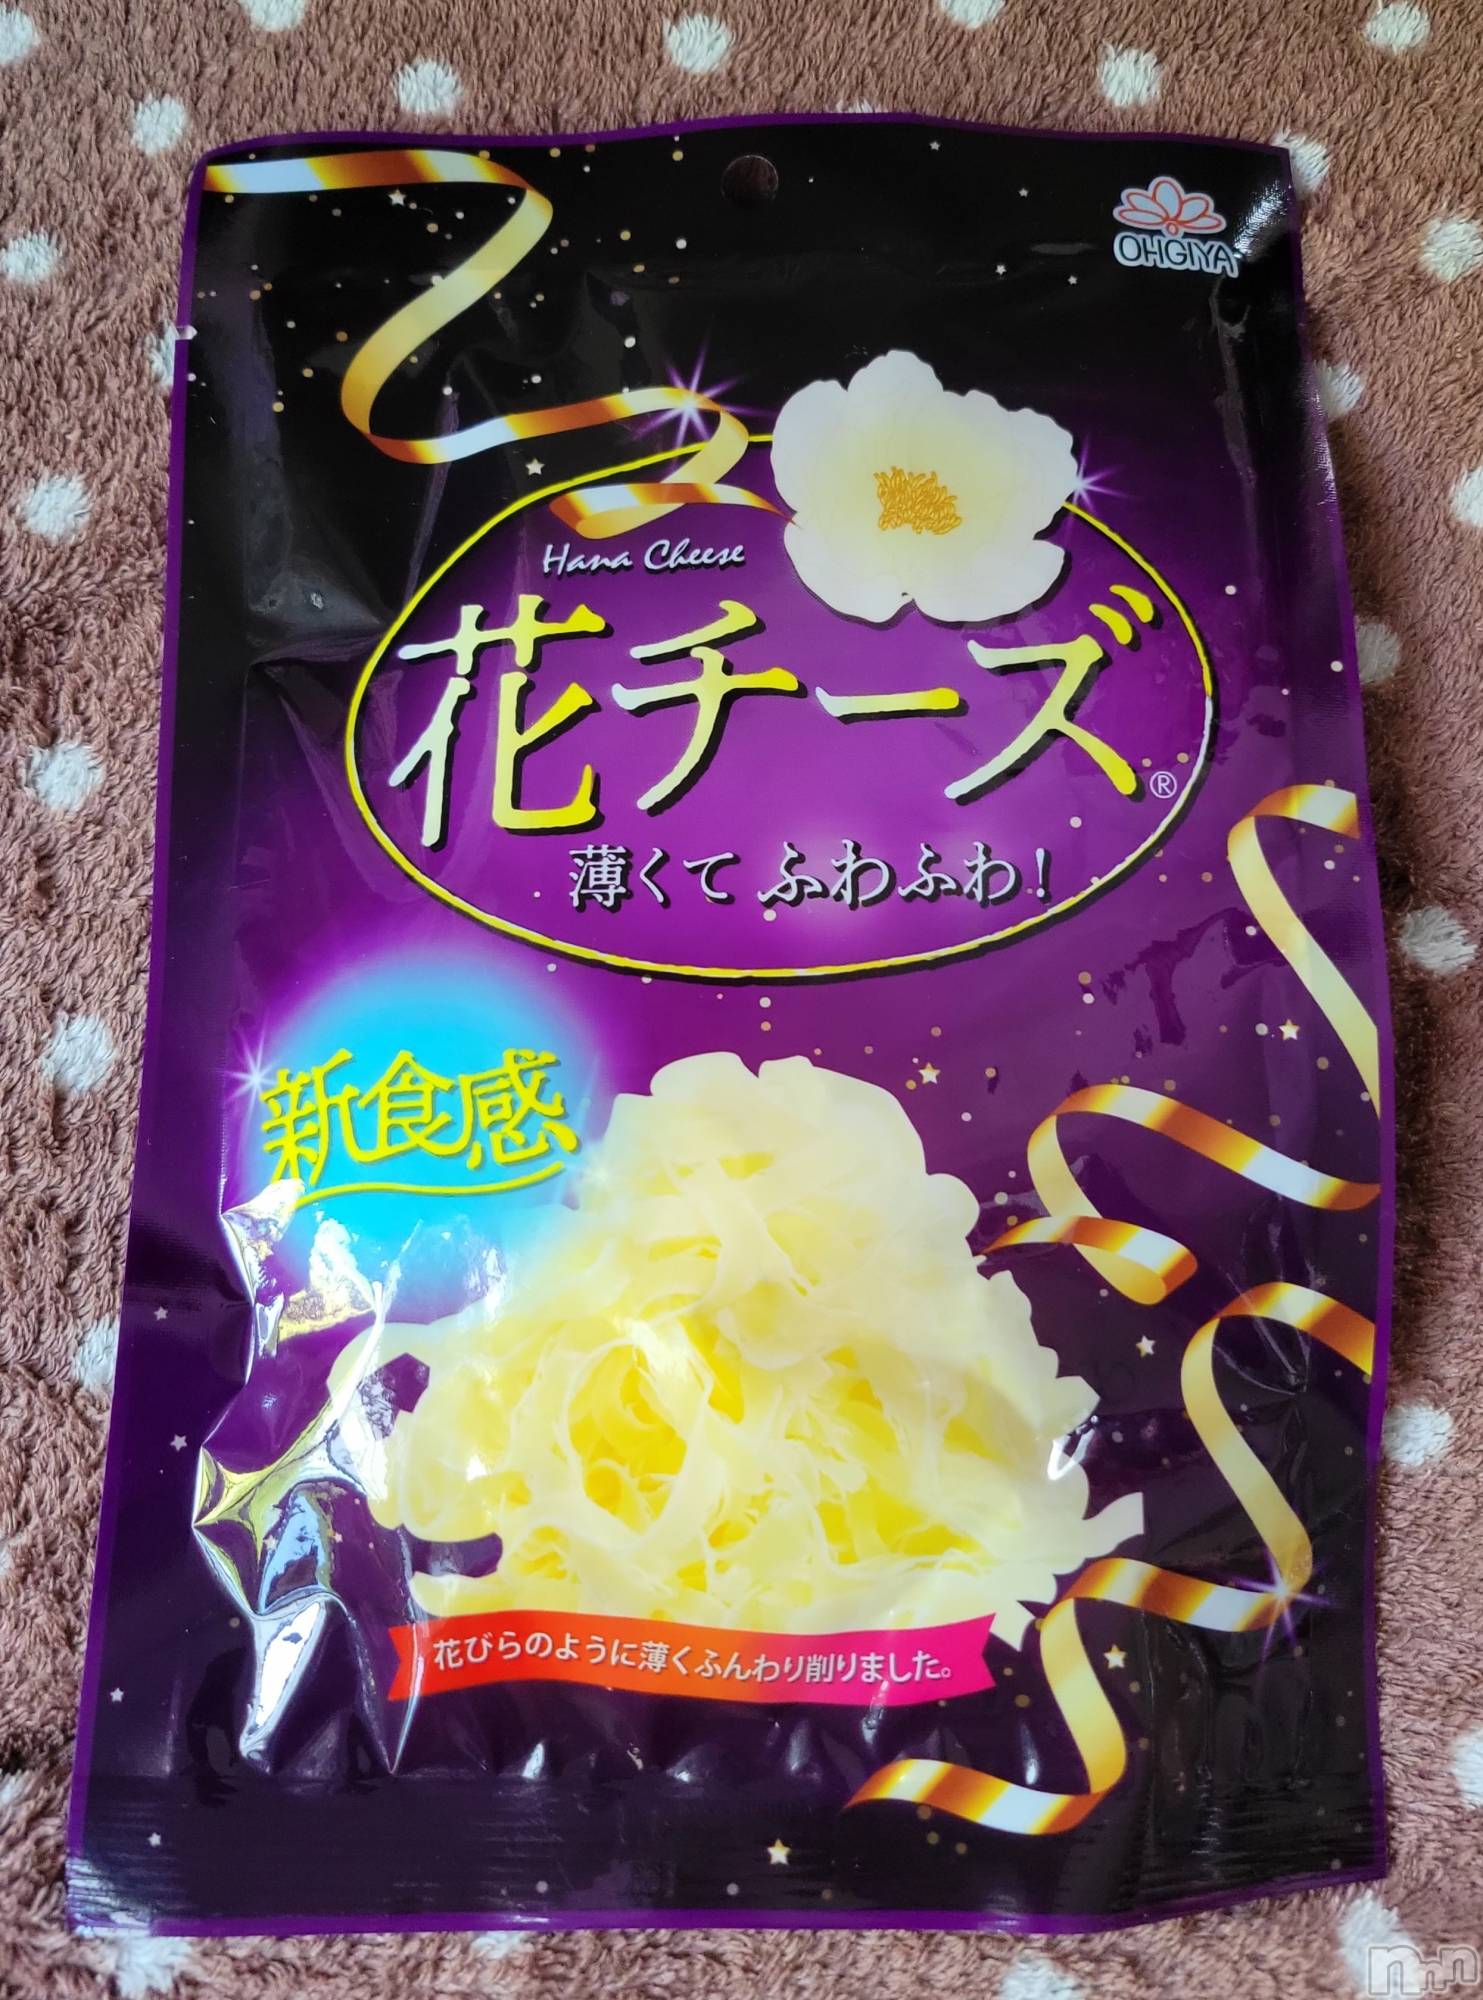 OHGIYA
Hana Cheese
花チーズ®
薄くて ふわふわ!
新食感
花びらのように薄くふんわり削りました。
nnn